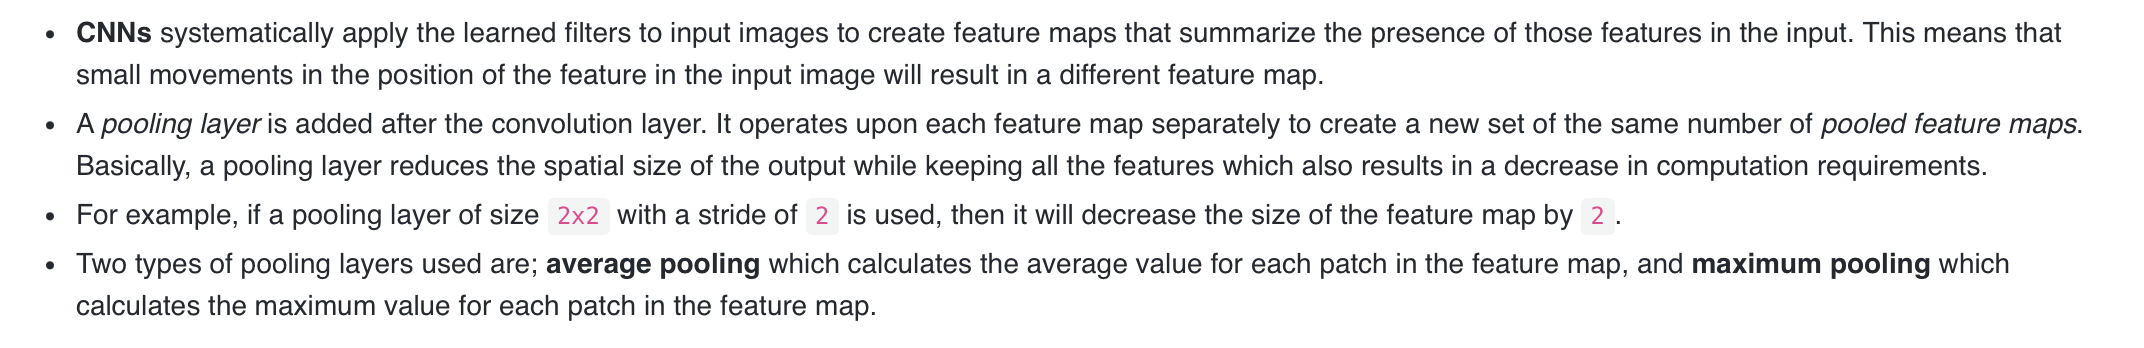 • CNNs systematically apply the learned filters to input images to create feature maps that summarize the presence of those features in the input. This means that
small movements in the position of the feature in the input image will result in a different feature map.
• A pooling layer is added after the convolution layer. It operates upon each feature map separately to create a new set of the same number of pooled feature maps.
Basically, a pooling layer reduces the spatial size of the output while keeping all the features which also results in a decrease in computation requirements.
• For example, if a pooling layer of size 2x2 with a stride of 2 is used, then it will decrease the size of the feature map by 2.
• Two types of pooling layers used are; average pooling which calculates the average value for each patch in the feature map, and maximum pooling which
calculates the maximum value for each patch in the feature map.